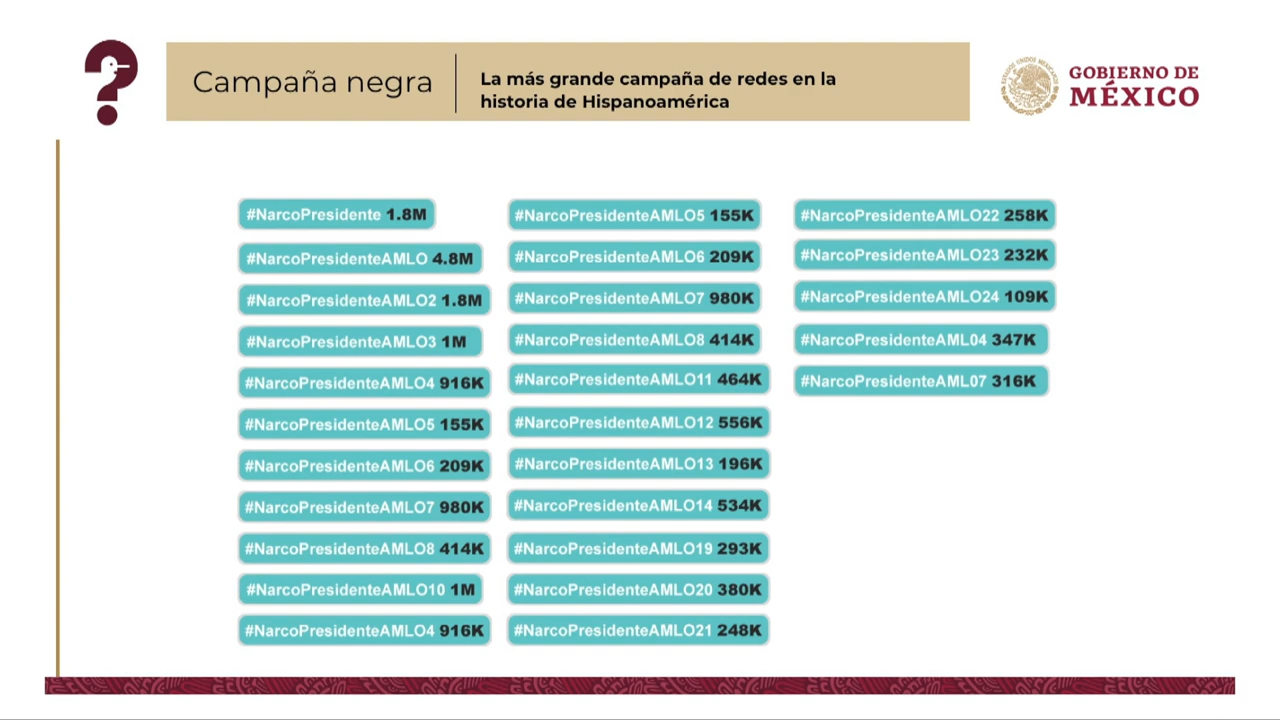 Campaña negra
La más grande campaña de redes en la
historia de Hispanoamérica
GOBIERNO DE
MÉXICO
#NarcoPresidente 1.8M
#NarcoPresidenteAMLO 4.8M
#NarcoPresidenteAMLO2 1.8M
#NarcoPresidenteAMLO3 1M
#NarcoPresidenteAMLO4 916K
#NarcoPresidenteAMLO5 155K
#NarcoPresidenteAMLO6 209K
#NarcoPresidenteAMLO7 980K
#NarcoPresidenteAMLO8 414K
#NarcoPresidenteAMLO10 1M
#NarcoPresidenteAMLO4 916K
#NarcoPresidenteAMLO5 155K
#NarcoPresidenteAMLO6 209K
#NarcoPresidenteAMLO7 980K
#NarcoPresidenteAMLO8 414K
#NarcoPresidenteAMLO11 464K
#NarcoPresidenteAMLO12 556K
#NarcoPresidenteAMLO13 196K
#NarcoPresidenteAMLO14 534K
#NarcoPresidenteAMLO19 293K
#NarcoPresidenteAMLO20 380K
#NarcoPresidenteAMLO21 248K
#NarcoPresidenteAMLO22 258K
#NarcoPresidenteAMLO23 232K
#NarcoPresidenteAMLO24 109K
#NarcoPresidenteAML04 347K
#NarcoPresidenteAML07 316K